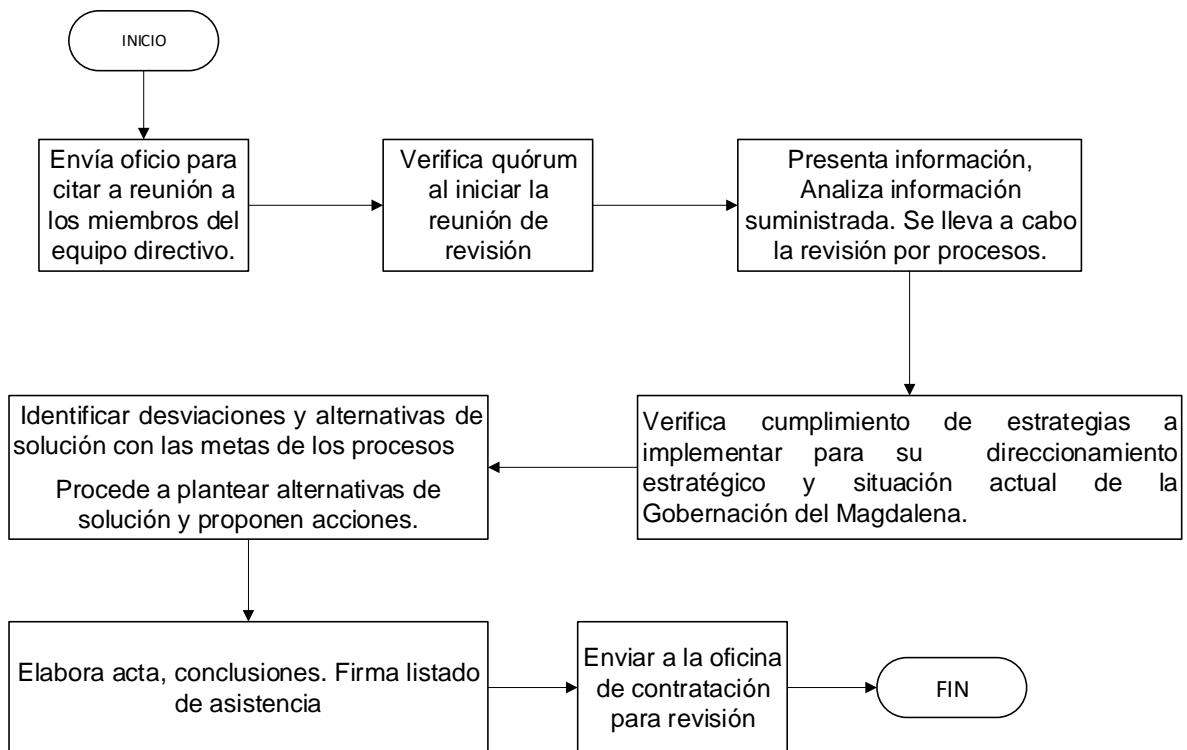 INICIO
Envía oficio para
citar a reunión a
los miembros del
equipo directivo.
Verifica quórum
al iniciar la
reunión de
revisión
Presenta información,
Analiza información
suministrada. Se lleva a cabo
la revisión por procesos.
Verifica cumplimiento de estrategias a
implementar para su direccionamiento
estratégico y situación actual de la
Gobernación del Magdalena.
Identificar desviaciones y alternativas de
solución con las metas de los procesos
Procede a plantear alternativas de
solución y proponen acciones.
Elabora acta, conclusiones. Firma listado
de asistencia
Enviar a la oficina
de contratación
para revisión
FIN